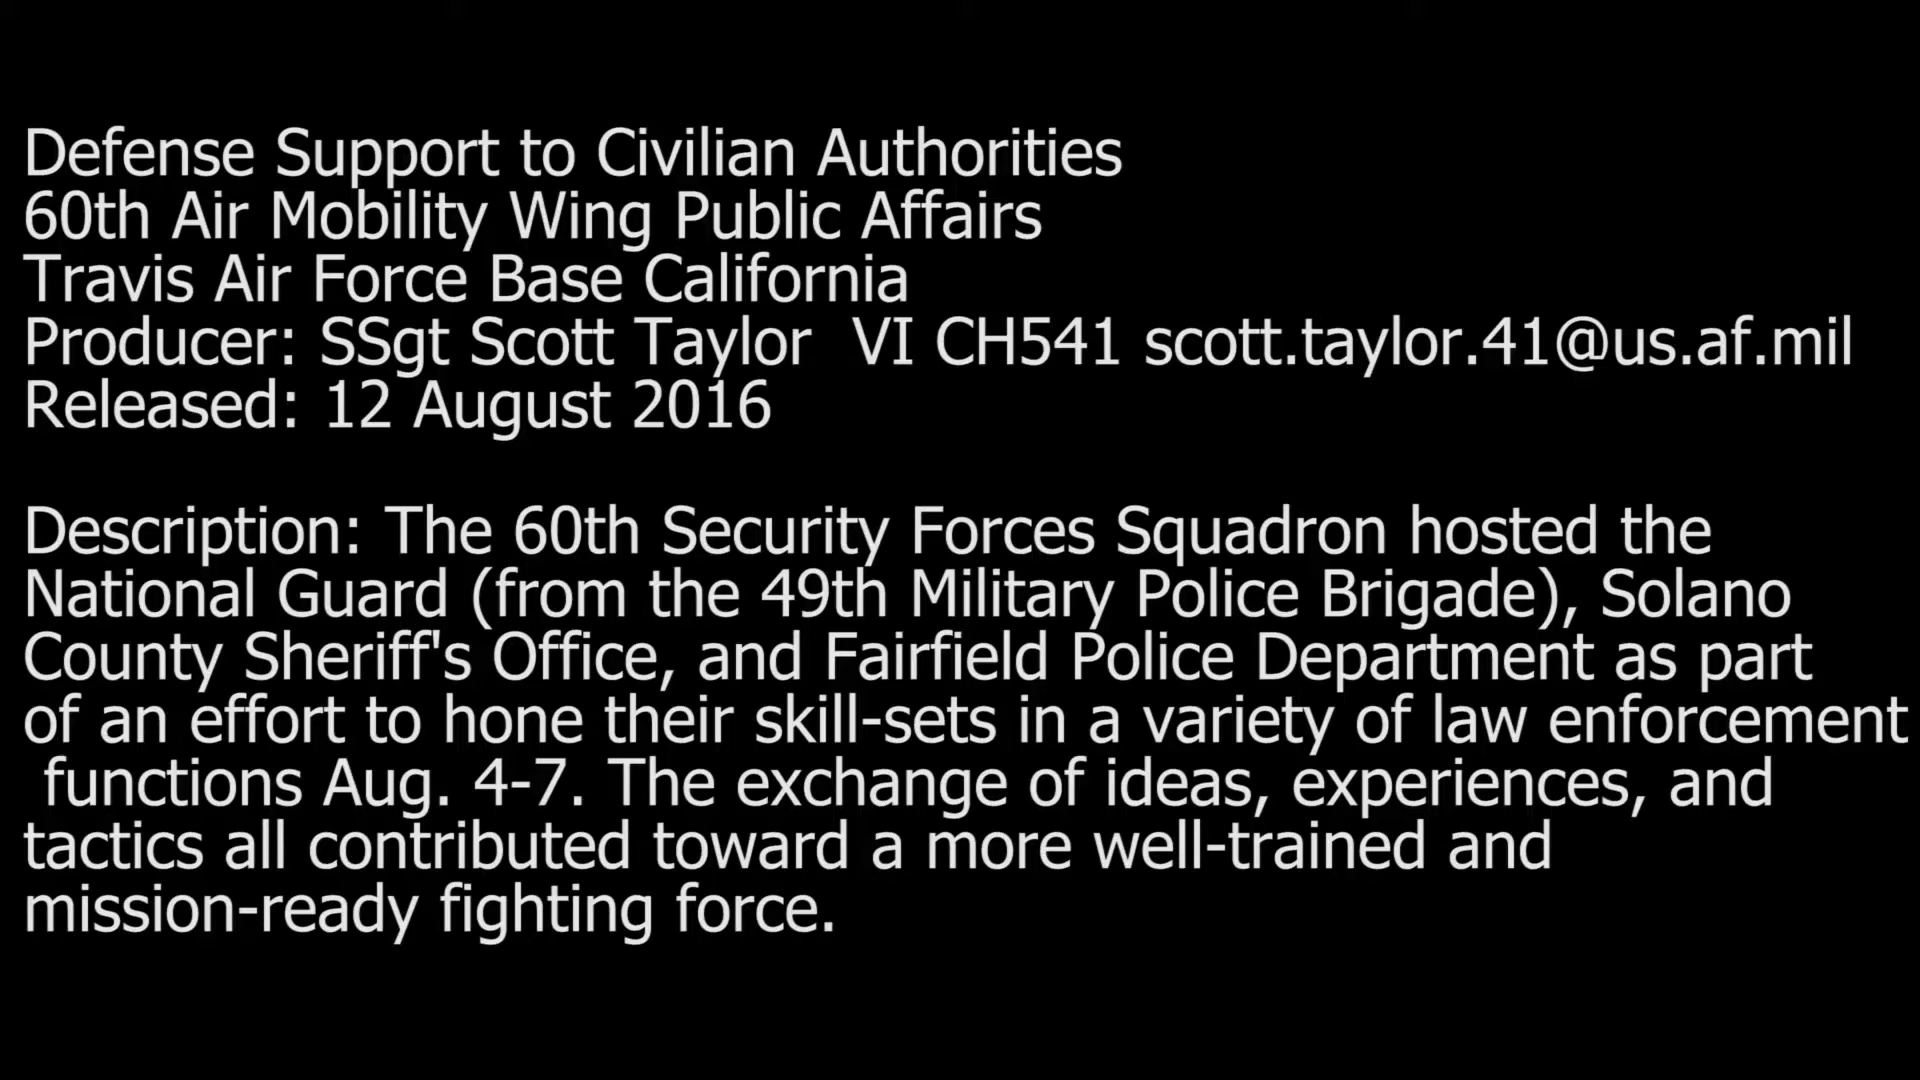 Defense Support to Civilian Authorities
60th Air Mobility Wing Public Affairs
Travis Air Force Base California
Producer: SSgt Scott Taylor  VI CH541 scott.taylor.41@us.af.mil
Released: 12 August 2016
Description: The 60th Security Forces Squadron hosted the
National Guard (from the 49th Military Police Brigade), Solano
County Sheriff's Office, and Fairfield Police Department as part
of an effort to hone their skill-sets in a variety of law enforcement
functions Aug. 4-7. The exchange of ideas, experiences, and
tactics all contributed toward a more well-trained and
mission-ready fighting force.